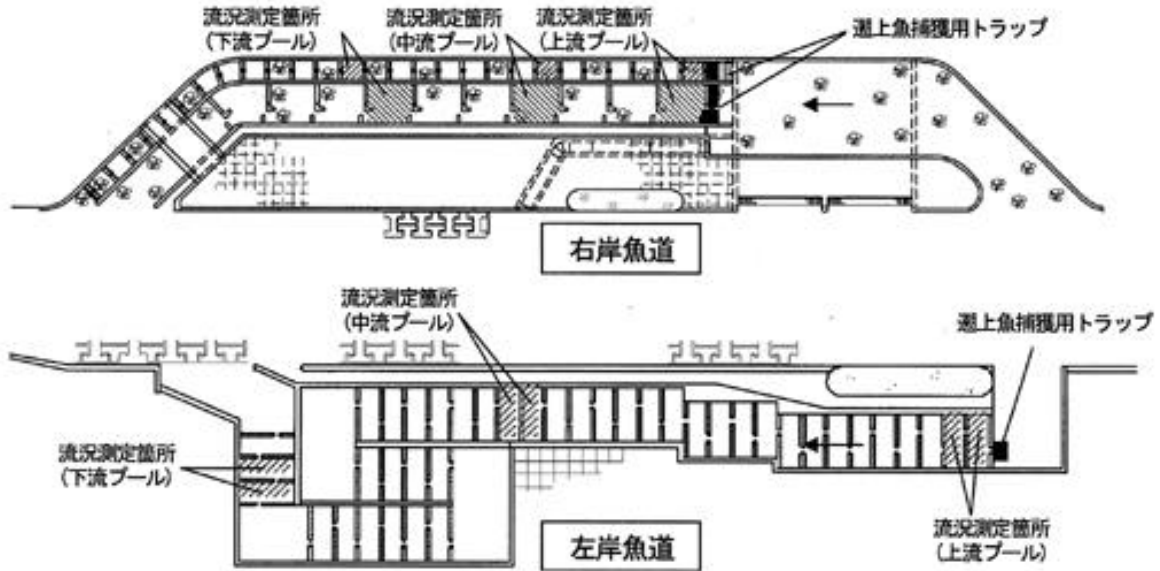 流況測定箇所
(下流プール)
流況測定箇所
(中流プール)
流況測定箇所
(上流プール)
遡上魚捕獲用トラップ
右岸魚道
流況測定箇所
(中流プール)
遡上魚捕獲用トラップ
流況測定箇所
(下流プール)
左岸魚道
流況測定箇所
(上流プール)